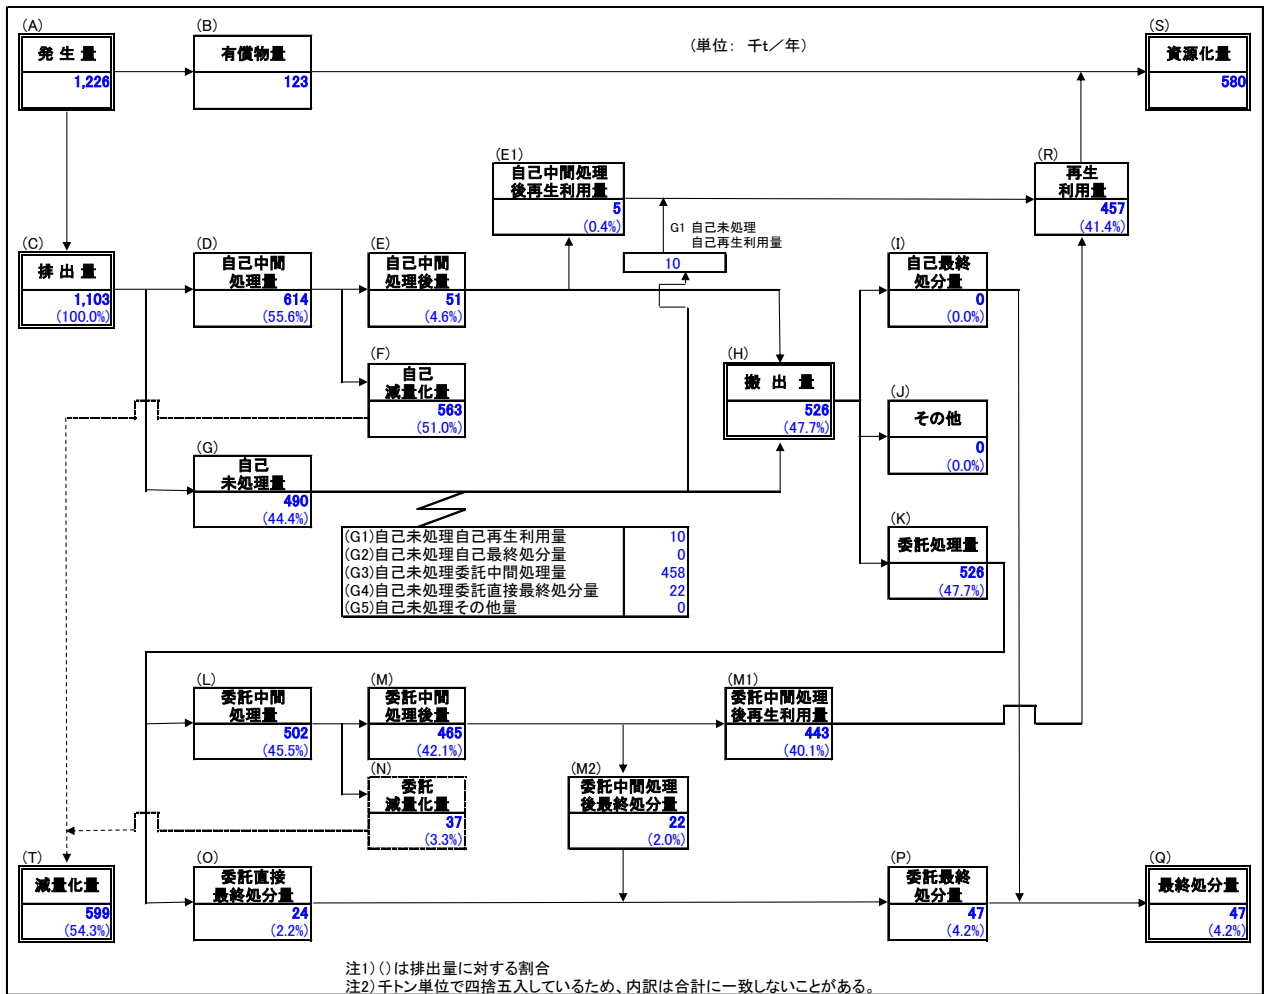 (A)
発 生 量
1,226
(B)
有償物量
123
(単位: 千t/年)
(S)
資源化量
580
(E1)
自己中間処理
後再生利用量
5
(0.4%)
G1 自己未処理
自己再生利用量
10
(R)
再生
利用量
457
(41.4%)
(C)
排 出 量
1,103
(100.0%)
(D)
自己中間
処理量
614
(55.6%)
(E)
自己中間
処理後量
51
(4.6%)
(I)
自己最終
処分量
0
(0.0%)
(F)
自己
減量化量
563
(51.0%)
(H)
搬 出 量
526
(47.7%)
(J)
その他
0
(0.0%)
(G)
自己
未処理量
490
(44.4%)
(G1)自己未処理自己再生利用量 10
(G2)自己未処理自己最終処分量 0
(G3)自己未処理委託中間処理量 458
(G4)自己未処理委託直接最終処分量 22
(G5)自己未処理その他量 0
(K)
委託処理量
526
(47.7%)
(L)
委託中間
処理量
502
(45.5%)
(M)
委託中間
処理後量
465
(42.1%)
(M1)
委託中間処理
後再生利用量
443
(40.1%)
(N)
委託
減量化量
37
(3.3%)
(M2)
委託中間処理
後最終処分量
22
(2.0%)
(T)
減量化量
599
(54.3%)
(O)
委託直接
最終処分量
24
(2.2%)
(P)
委託最終
処分量
47
(4.2%)
(Q)
最終処分量
47
(4.2%)
注1)()は排出量に対する割合
注2)千トン単位で四捨五入しているため、内訳は合計に一致しないことがある。